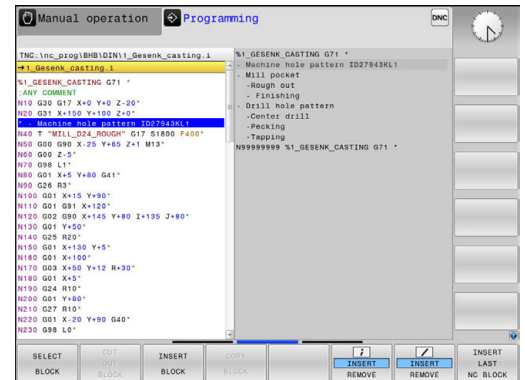 Manual operation
Programming
DNC
TNC:\nc_prog\BHB\DIN\1_Gesenk_casting.i
→1_Gesenk_casting.i
%1_GESENK_CASTING G71 *
;ANY COMMENT
N10 G30 G17 X+0 Y+0 Z-20*
N20 G31 X+150 Y+100 Z+0*
* - Machine hole pattern ID27943KL1
N40 T "MILL_D24_ROUGH" G17 S1800 F400*
N50 G00 G90 X-25 Y+65 Z+1 M13*
N60 G00 Z-5*
N70 G98 L1*
N80 G01 X+5 Y+80 G41*
N90 G26 R3*
N100 G01 X+15 Y+90*
N110 G01 G91 X+120*
N120 G02 G90 X+145 Y+80 I+135 J+80*
N130 G01 Y+50*
N140 G25 R20*
N150 G01 X+130 Y+5*
N160 G01 X+100*
N170 G03 X+50 Y+12 R+30*
N180 G01 X+5*
N190 G24 R10*
N200 G01 Y+80*
N210 G27 R10*
N220 G01 X-20 Y+90 G40*
N230 G98 L0*
%1_GESENK_CASTING G71 *
- Machine hole pattern ID27943KL1
- Mill pocket
-Rough out
- Finishing
- Drill hole pattern
-Center drill
-Pecking
-Tapping
N99999999 %1_GESENK_CASTING G71 *
SELECT
BLOCK
CUT
OUT
BLOCK
INSERT
BLOCK
COPY
BLOCK
INSERT
REMOVE
INSERT
REMOVE
INSERT
LAST
NC BLOCK